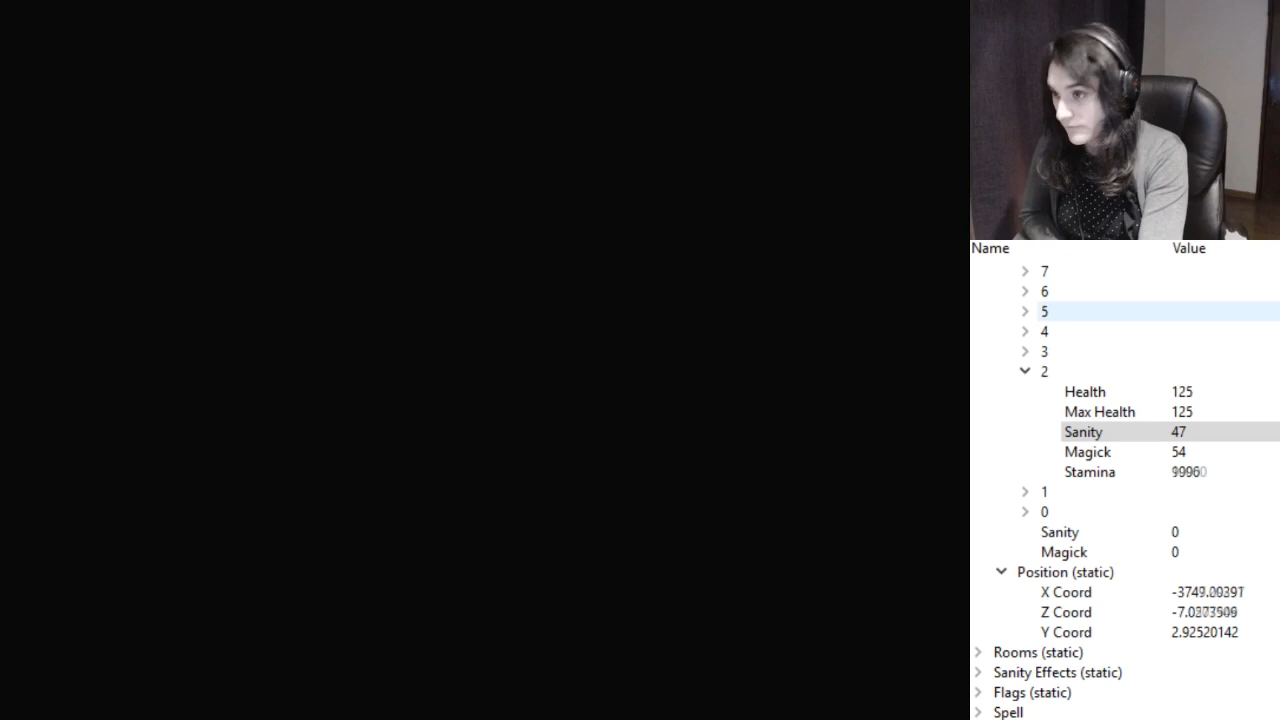 Name Value
7
6
5
4
3
2
Health 125
Max Health 125
Sanity 47
Magick 54
Stamina
1
0
Sanity 0
Magick 0
Position (static)
X Coord
Z Coord
Y Coord 2.92520142
Rooms (static)
Sanity Effects (static)
Flags (static)
Spell